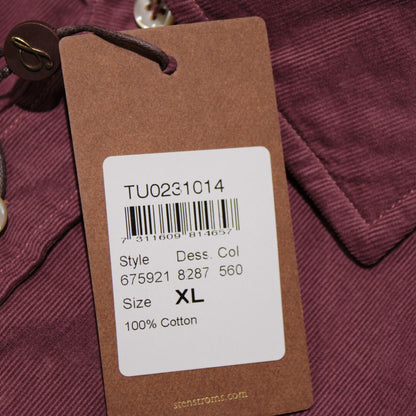 TU0231014
7 311609 814657
Style Dess. Col
675921 8287 560
Size XL
100% Cotton
stenstroms.com